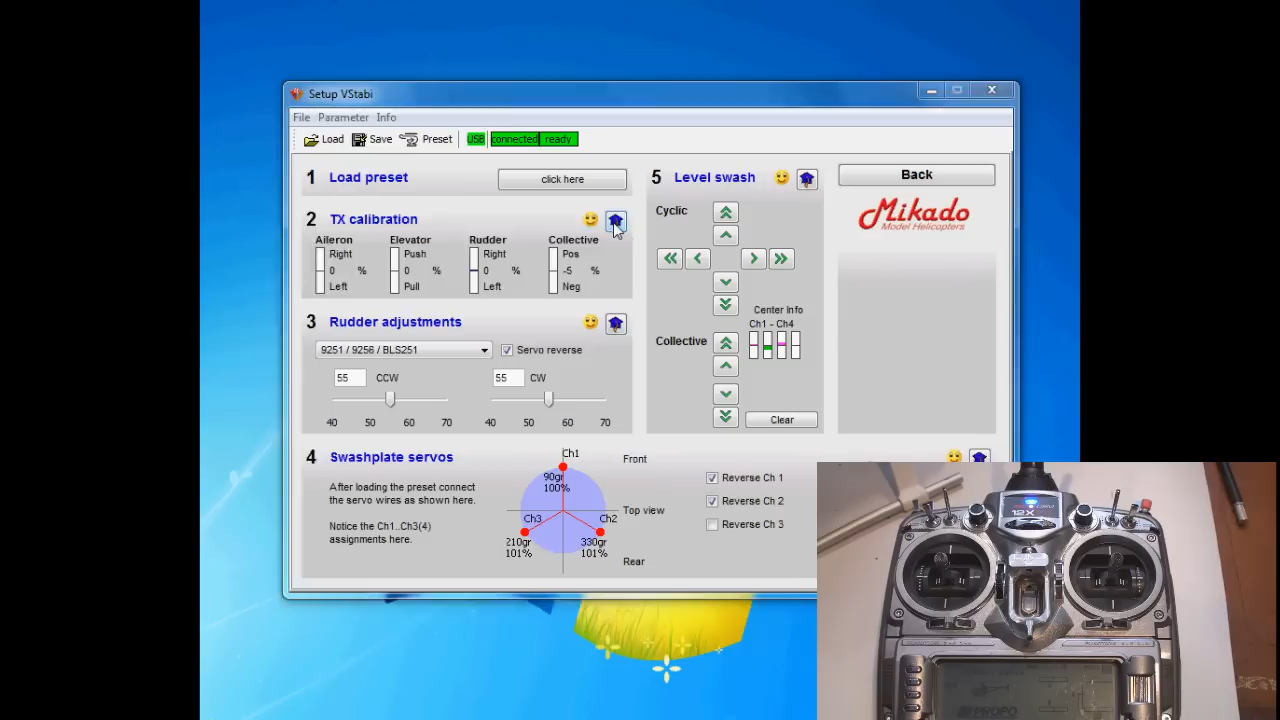 Setup VStabi
File Parameter Info
Load Save Preset USB connected ready
1 Load preset click here
2 TX calibration
Aileron Elevator Rudder Collective
Right Push Right Pos
0 % 0 % 0 % -5 %
Left Pull Left Neg
3 Rudder adjustments
9251 / 9256 / BLS251 Servo reverse
55 CCW 55 CW
40 50 60 70 40 50 60 70
5 Level swash
Cyclic
Center Info
Ch1 - Ch4
Collective
Clear
Back
Mikado
Model Helicopters
4 Swashplate servos
After loading the preset connect
the servo wires as shown here.
Notice the Ch1..Ch3(4)
assignments here.
Ch1
90gr
100%
Ch3 Ch2
210gr 330gr
101% 101%
Front
Top view
Rear
Reverse Ch 1
Reverse Ch 2
Reverse Ch 3
12X
PROPO